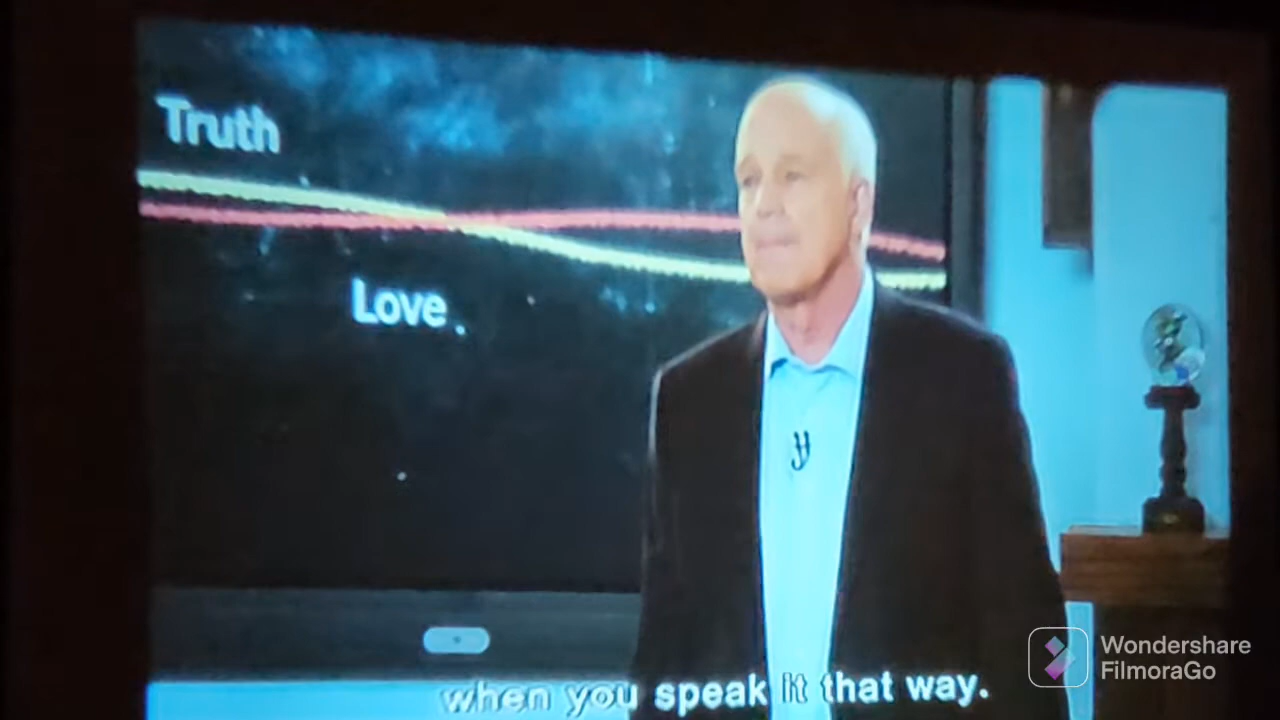 Truth
Love
when you speak it that way.
Wondershare
FilmoraGo